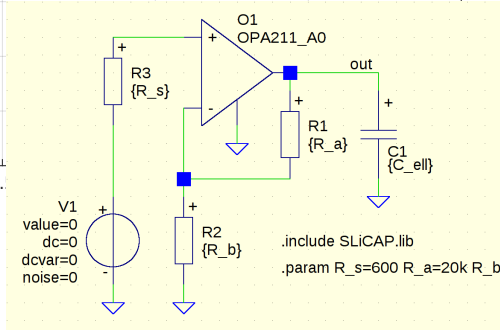 O1
OPA211_A0
+
-
out
+
R3
{R_s}
+
R1
{R_a}
+
C1
{C_ell}
V1
value=0
dc=0
dcvar=0
noise=0
+
-
+
R2
{R_b}
.include SLiCAP.lib
.param R_s=600 R_a=20k R_b